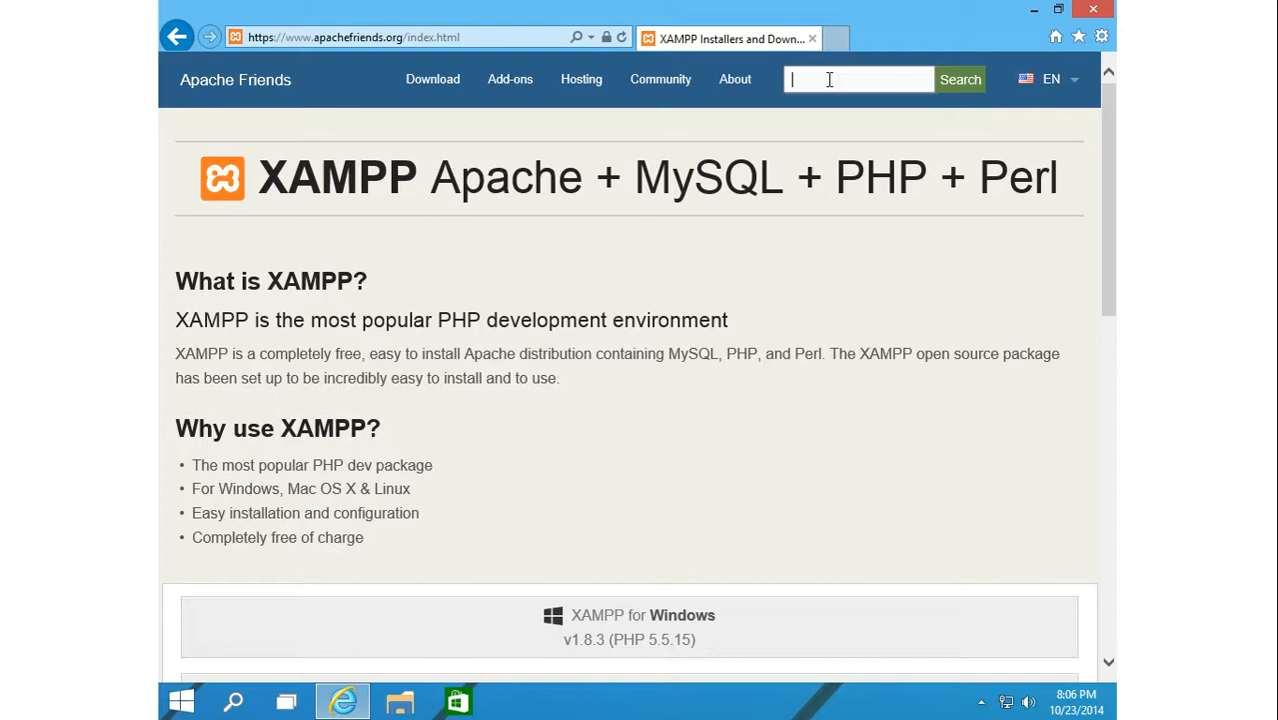 https://www.apachefriends.org/index.html
XAMPP Installers and Down...
Apache Friends
Download
Add-ons
Hosting
Community
About
Search
EN
XAMPP Apache + MySQL + PHP + Perl
What is XAMPP?
XAMPP is the most popular PHP development environment
XAMPP is a completely free, easy to install Apache distribution containing MySQL, PHP, and Perl. The XAMPP open source package
has been set up to be incredibly easy to install and to use.
Why use XAMPP?
• The most popular PHP dev package
• For Windows, Mac OS X & Linux
• Easy installation and configuration
• Completely free of charge
XAMPP for Windows
v1.8.3 (PHP 5.5.15)
8:06 PM
10/23/2014